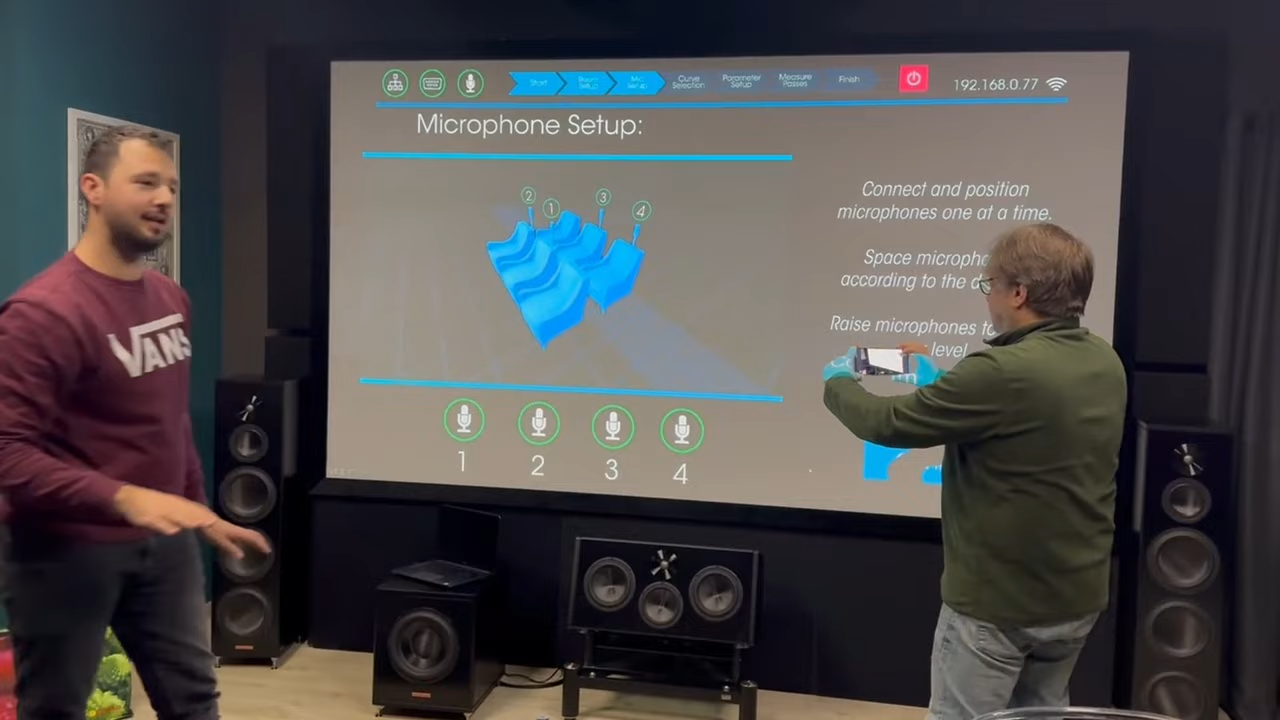 Start
Room Setup
Mic Setup
Curve Selection
Parameter Setup
Measure Passes
Finish
192.168.0.77
Microphone Setup:
2
1
3
4
Connect and position
microphones one at a time.
Space
according to the
Raise microphones
level
1
2
3
4
VANS